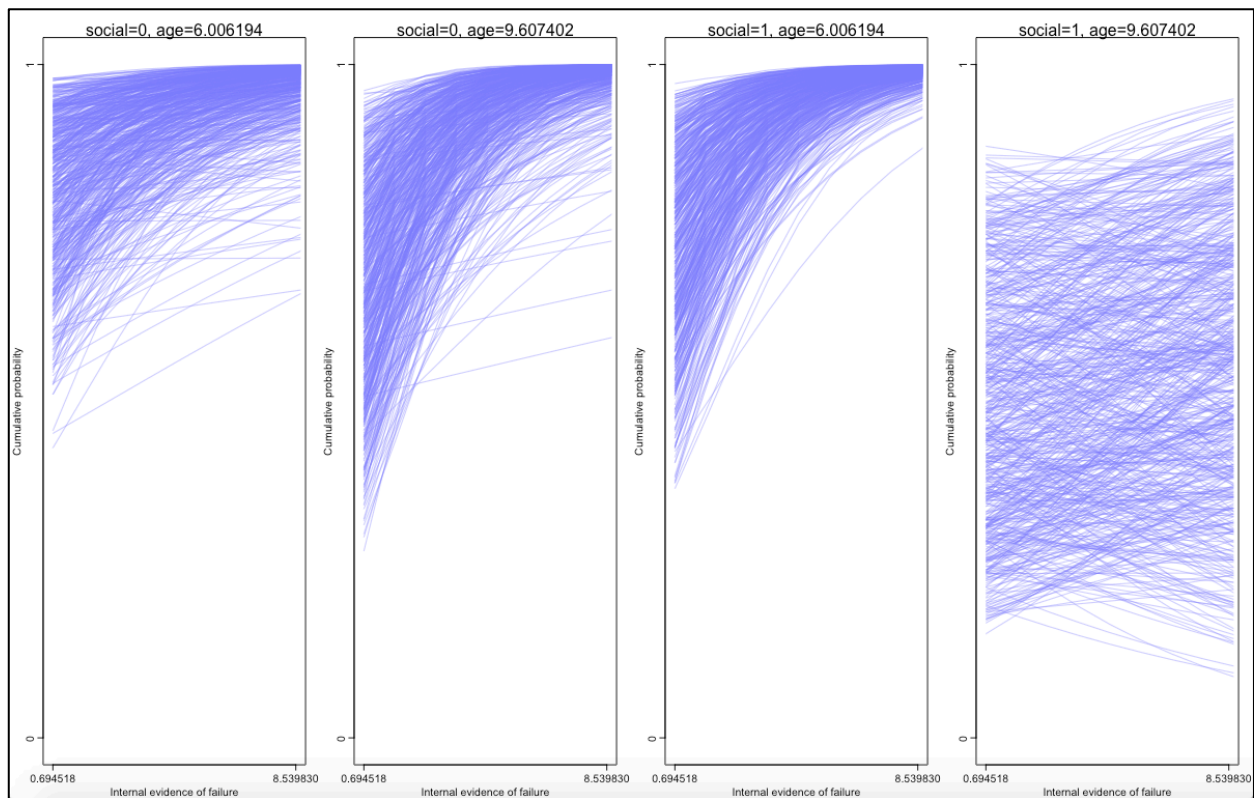 social=0, age=6.006194
1
Cumulative probability
0
0.694518 8.539830
Internal evidence of failure
social=0, age=9.607402
1
Cumulative probability
0
0.694518 8.539830
Internal evidence of failure
social=1, age=6.006194
1
Cumulative probability
0
0.694518 8.539830
Internal evidence of failure
social=1, age=9.607402
1
Cumulative probability
0
0.694518 8.539830
Internal evidence of failure